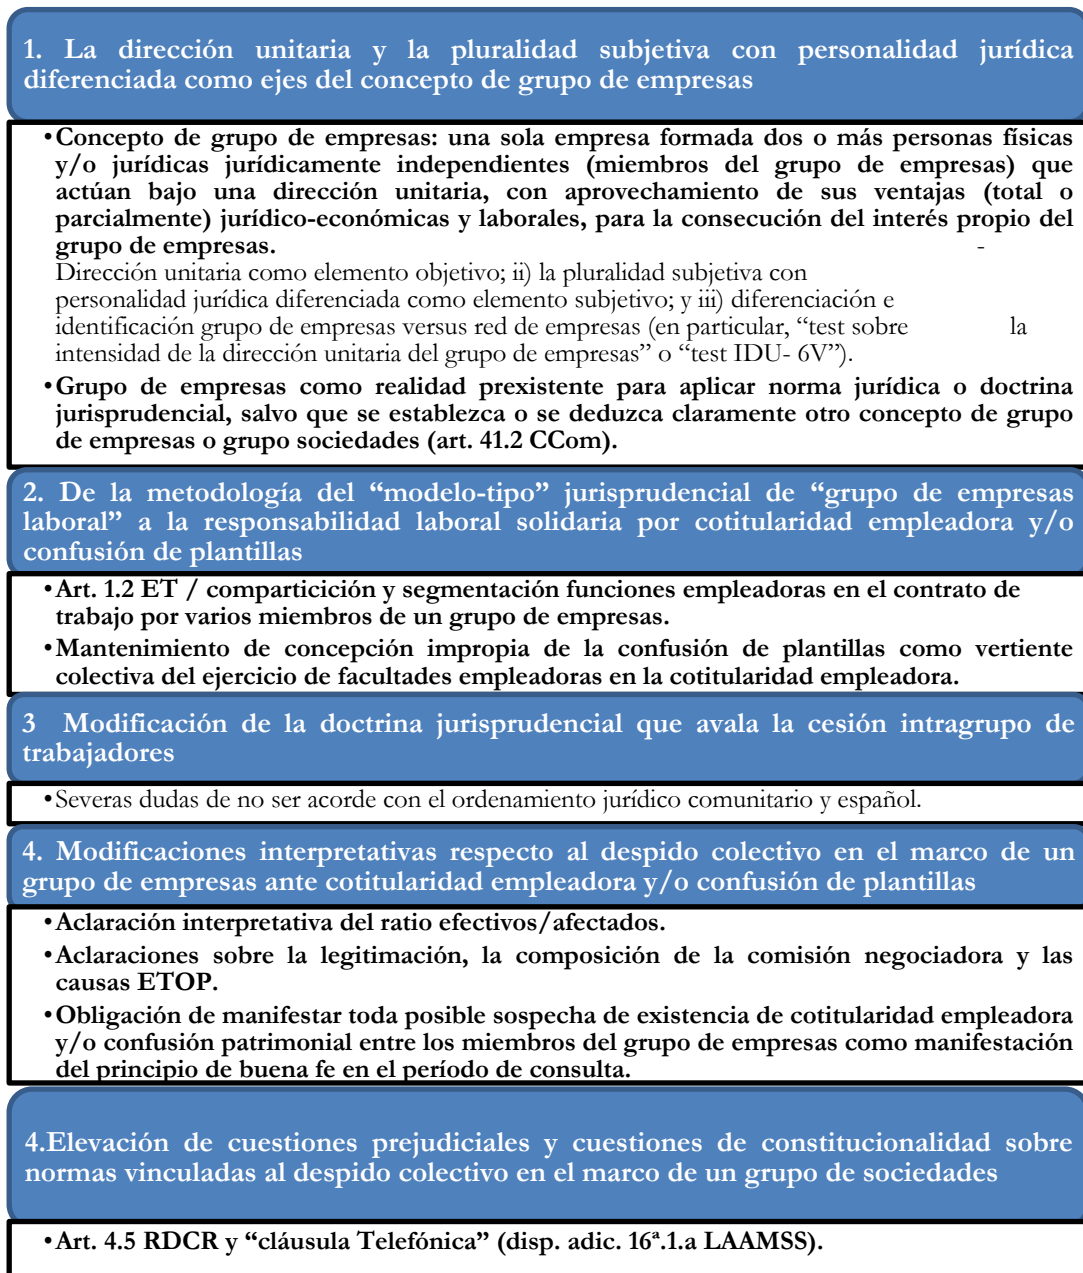 1. La dirección unitaria y la pluralidad subjetiva con personalidad jurídica
diferenciada como ejes del concepto de grupo de empresas
•Concepto de grupo de empresas: una sola empresa formada dos o más personas físicas
y/o jurídicas jurídicamente independientes (miembros del grupo de empresas) que
actúan bajo una dirección unitaria, con aprovechamiento de sus ventajas (total o
parcialmente) jurídico-económicas y laborales, para la consecución del interés propio del
grupo de empresas. -
Dirección unitaria como elemento objetivo; ii) la pluralidad subjetiva con
personalidad jurídica diferenciada como elemento subjetivo; y iii) diferenciación e
identificación grupo de empresas versus red de empresas (en particular, “test sobre la
intensidad de la dirección unitaria del grupo de empresas” o “test IDU- 6V”).
•Grupo de empresas como realidad prexistente para aplicar norma jurídica o doctrina
jurisprudencial, salvo que se establezca o se deduzca claramente otro concepto de grupo
de empresas o grupo sociedades (art. 41.2 CCom).
2. De la metodología del “modelo-tipo” jurisprudencial de “grupo de empresas
laboral” a la responsabilidad laboral solidaria por cotitularidad empleadora y/o
confusión de plantillas
•Art. 1.2 ET / comparticición y segmentación funciones empleadoras en el contrato de
trabajo por varios miembros de un grupo de empresas.
•Mantenimiento de concepción impropia de la confusión de plantillas como vertiente
colectiva del ejercicio de facultades empleadoras en la cotitularidad empleadora.
3 Modificación de la doctrina jurisprudencial que avala la cesión intragrupo de
trabajadores
•Severas dudas de no ser acorde con el ordenamiento jurídico comunitario y español.
4. Modificaciones interpretativas respecto al despido colectivo en el marco de un
grupo de empresas ante cotitularidad empleadora y/o confusión de plantillas
•Aclaración interpretativa del ratio efectivos/afectados.
•Aclaraciones sobre la legitimación, la composición de la comisión negociadora y las
causas ETOP.
•Obligación de manifestar toda posible sospecha de existencia de cotitularidad empleadora
y/o confusión patrimonial entre los miembros del grupo de empresas como manifestación
del principio de buena fe en el período de consulta.
4.Elevación de cuestiones prejudiciales y cuestiones de constitucionalidad sobre
normas vinculadas al despido colectivo en el marco de un grupo de sociedades
•Art. 4.5 RDCR y “cláusula Telefónica” (disp. adic. 16ª.1.a LAAMSS).